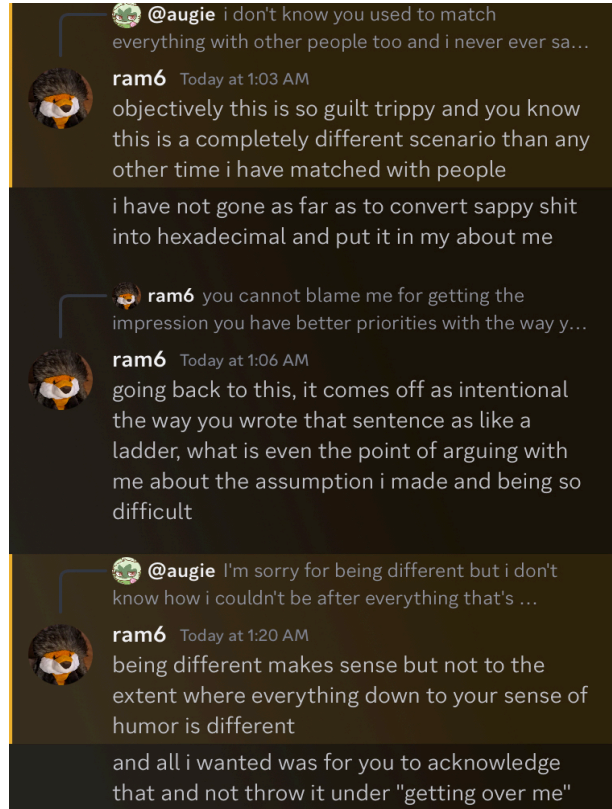 @augie i don't know you used to match
everything with other people too and i never ever sa...
ram6 Today at 1:03 AM
objectively this is so guilt trippy and you know
this is a completely different scenario than any
other time i have matched with people
i have not gone as far as to convert sappy shit
into hexadecimal and put it in my about me
ram6 you cannot blame me for getting the
impression you have better priorities with the way y...
ram6 Today at 1:06 AM
going back to this, it comes off as intentional
the way you wrote that sentence as like a
ladder, what is even the point of arguing with
me about the assumption i made and being so
difficult
@augie I'm sorry for being different but i don't
know how i couldn't be after everything that's ...
ram6 Today at 1:20 AM
being different makes sense but not to the
extent where everything down to your sense of
humor is different
and all i wanted was for you to acknowledge
that and not throw it under "getting over me"